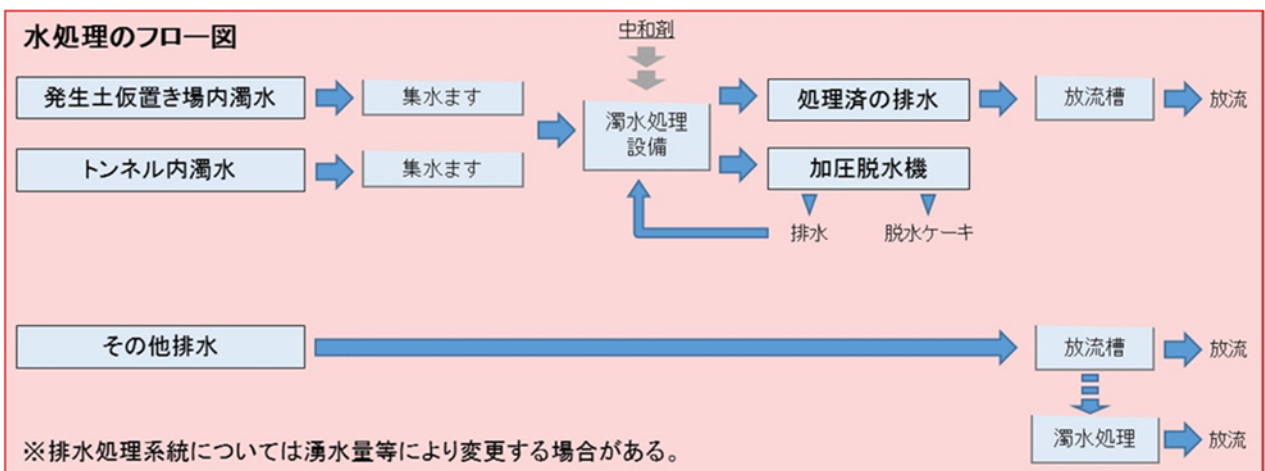 水処理のフロー図
中和剤
発生土仮置き場内濁水
集水ます
トンネル内濁水
集水ます
濁水処理
設備
処理済の排水
放流槽
放流
加圧脱水機
排水
脱水ケーキ
その他排水
放流槽
放流
濁水処理
放流
※排水処理系統については湧水量等により変更する場合がある。